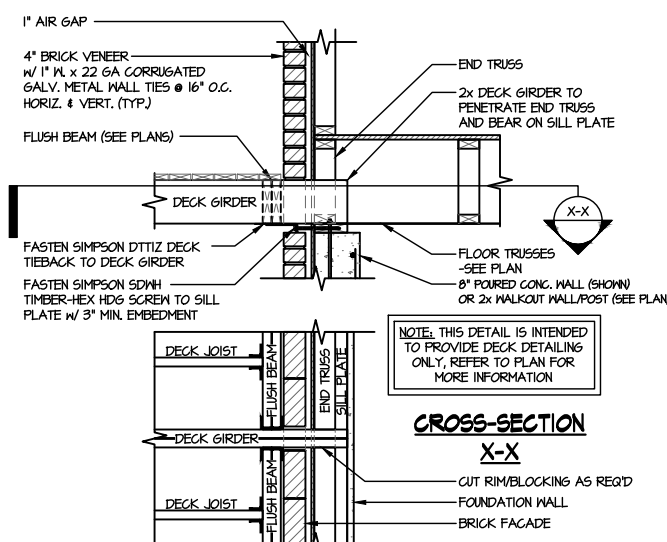 1" AIR GAP
4" BRICK VENEER
W/ 1" W. x 22 GA CORRUGATED
GALV. METAL WALL TIES @ 16" O.C.
HORIZ. & VERT. (TYP.)
FLUSH BEAM (SEE PLANS)
DECK GIRDER
FASTEN SIMPSON DTT1Z DECK
TIEBACK TO DECK GIRDER
FASTEN SIMPSON SDWH
TIMBER-HEX HDG SCREW TO SILL
PLATE W/ 3" MIN. EMBEDMENT
END TRUSS
2x DECK GIRDER TO
PENETRATE END TRUSS
AND BEAR ON SILL PLATE
X-X
FLOOR TRUSSES
-SEE PLAN
8" POURED CONC. WALL (SHOWN)
OR 2x WALKOUT WALL/POST (SEE PLAN
NOTE: THIS DETAIL IS INTENDED
TO PROVIDE DECK DETAILING
ONLY, REFER TO PLAN FOR
MORE INFORMATION
DECK JOIST
FLUSH BEAM
END TRUSS
SILL PLATE
DECK GIRDER
DECK JOIST
FLUSH BEAM
CROSS-SECTION
X-X
CUT RIM/BLOCKING AS REQ'D
FOUNDATION WALL
BRICK FACADE